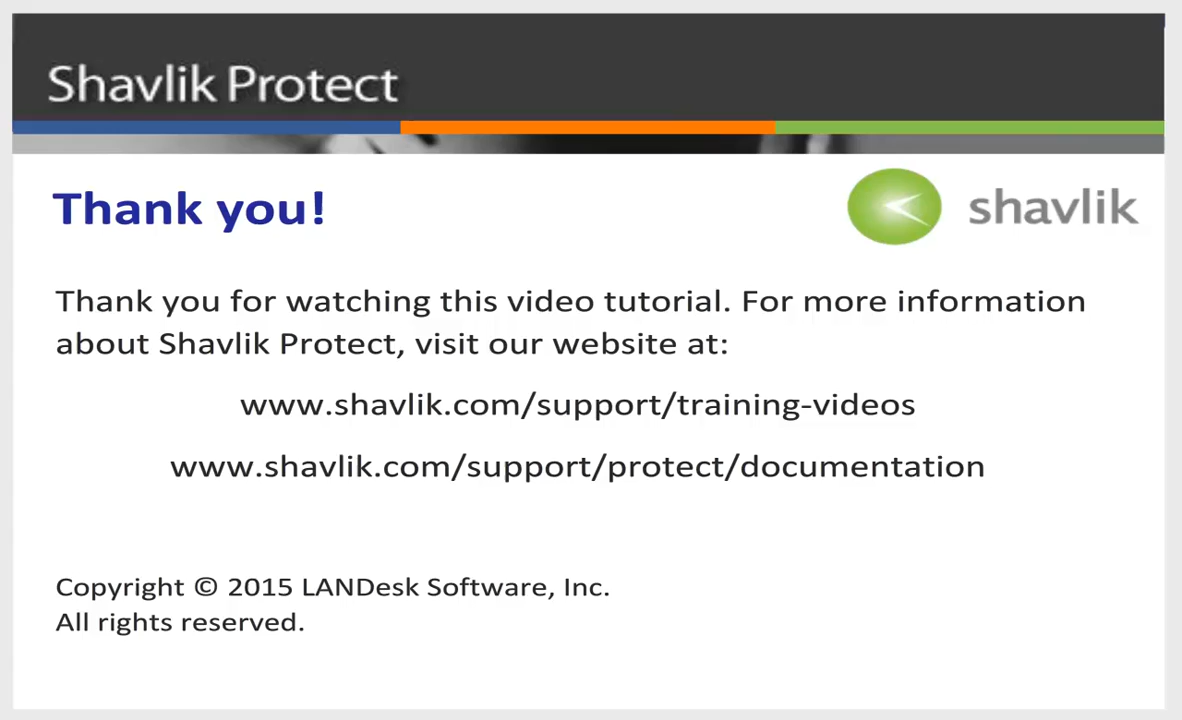 Shavlik Protect
Thank you!
shavlik
Thank you for watching this video tutorial. For more information
about Shavlik Protect, visit our website at:
www.shavlik.com/support/training-videos
www.shavlik.com/support/protect/documentation
Copyright © 2015 LANDesk Software, Inc.
All rights reserved.